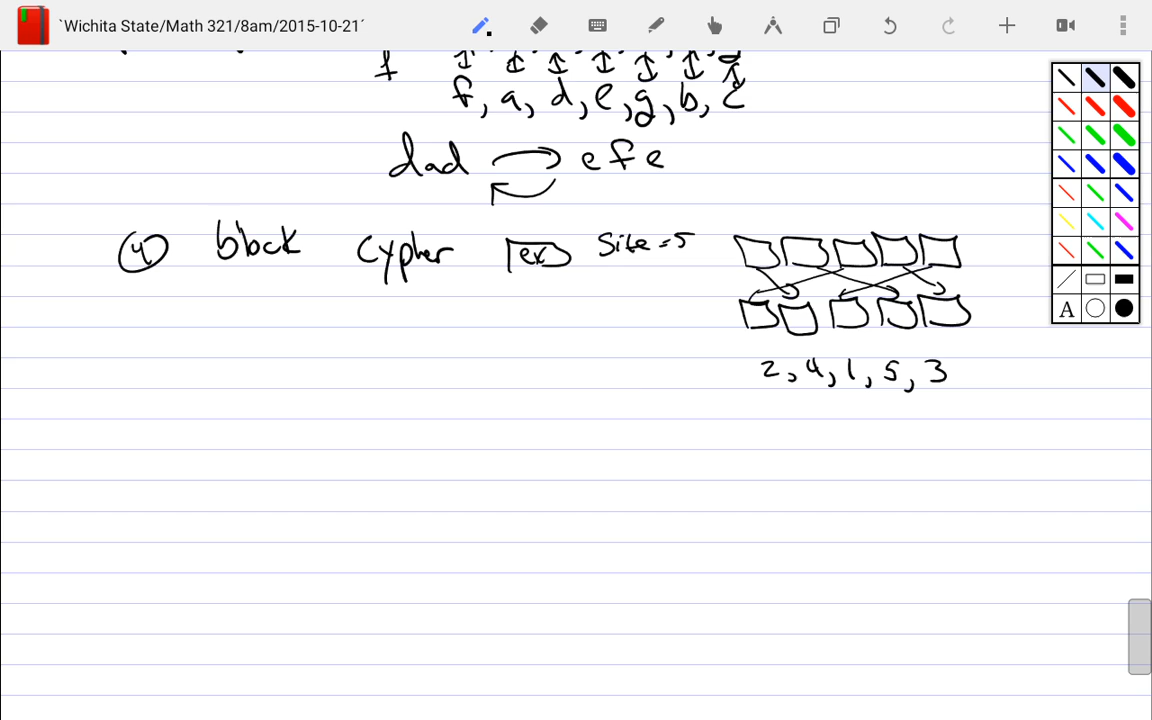 `Wichita State/Math 321/8am/2015-10-21´
f
f, a, d, e, g, b, c
dad efe
4 block cypher ex Size = 5
2, 4, 1, 5, 3
A